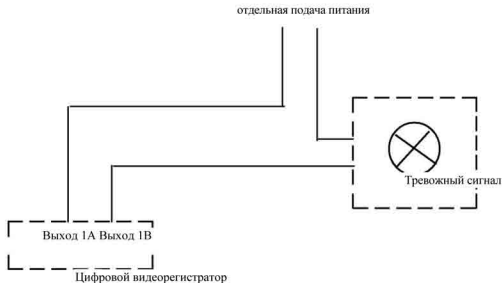 отдельная подача питания
Тревожный сигнал
Выход 1А Выход 1В
Цифровой видеорегистратор